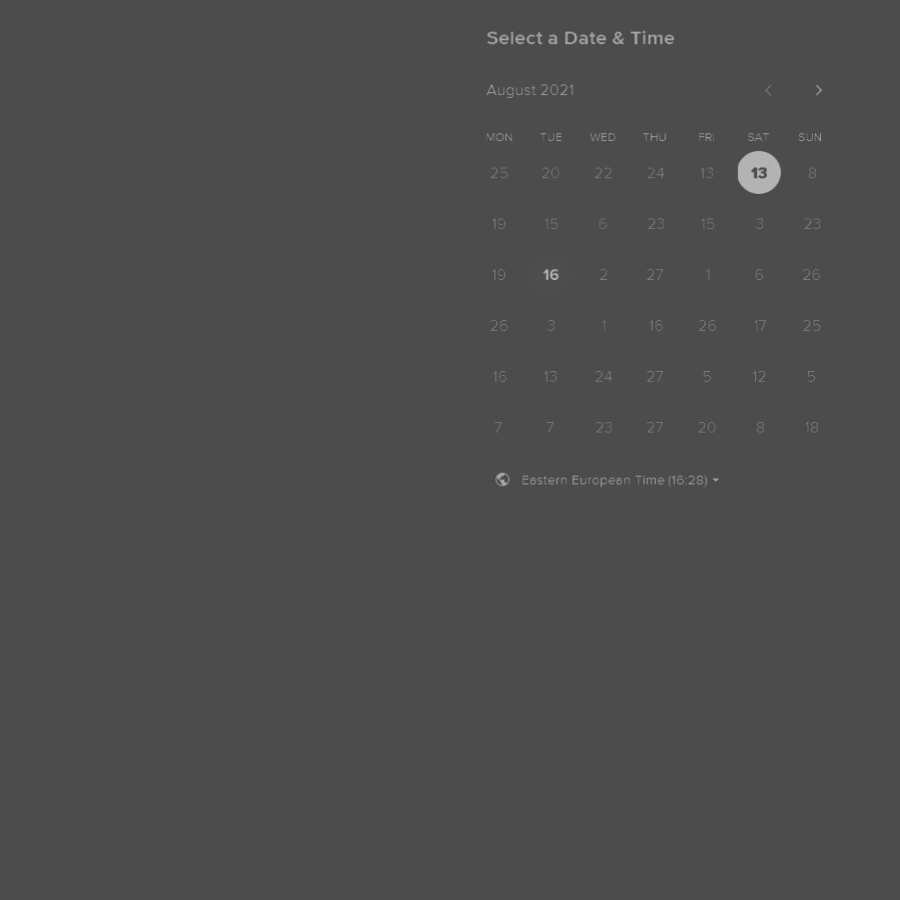 Select a Date & Time
August 2021
MON TUE WED THU FRI SAT SUN
25 20 22 24 13 13 8
19 15 6 23 15 3 23
19 16 2 27 1 6 26
26 3 1 16 26 17 25
16 13 24 27 5 12 5
7 7 23 27 20 8 18
Eastern European Time (16:28)